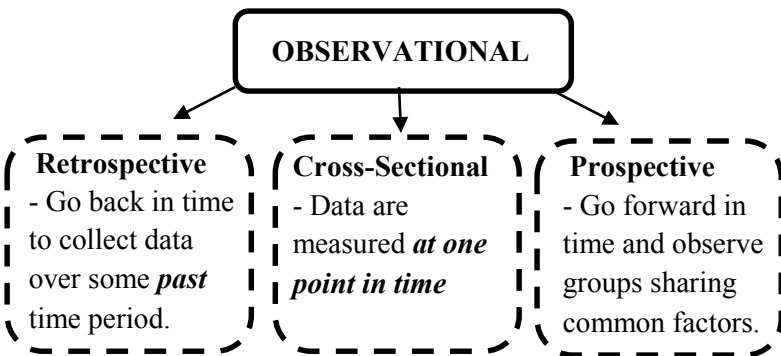 OBSERVATIONAL
Retrospective
- Go back in time
to collect data
over some past
time period.
Cross-Sectional
- Data are
measured at one
point in time
Prospective
- Go forward in
time and observe
groups sharing
common factors.